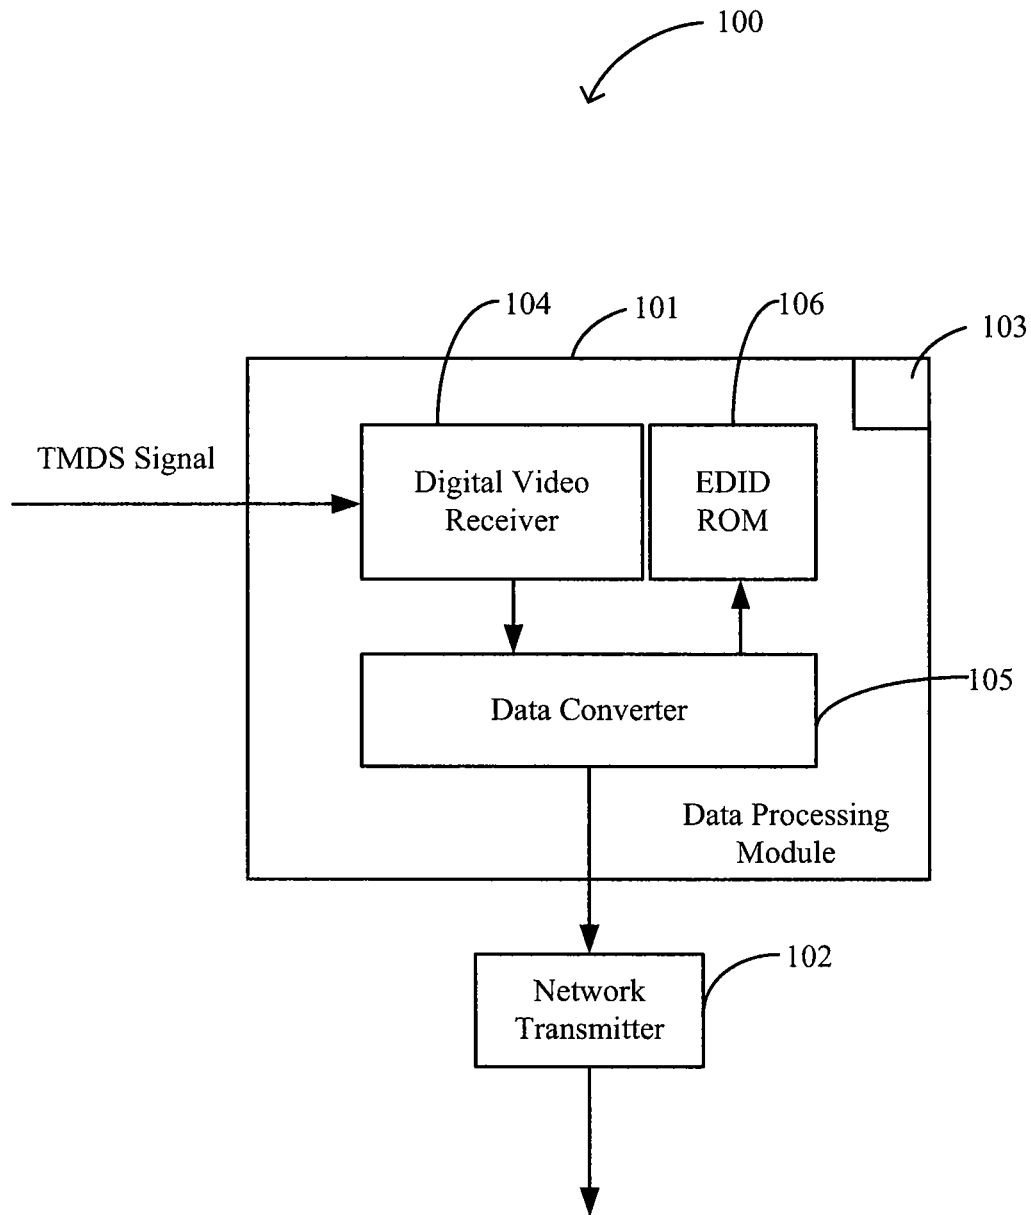 100
104
101
106
103
TMDS Signal
Digital Video
Receiver
EDID
ROM
105
Data Converter
Data Processing
Module
102
Network
Transmitter